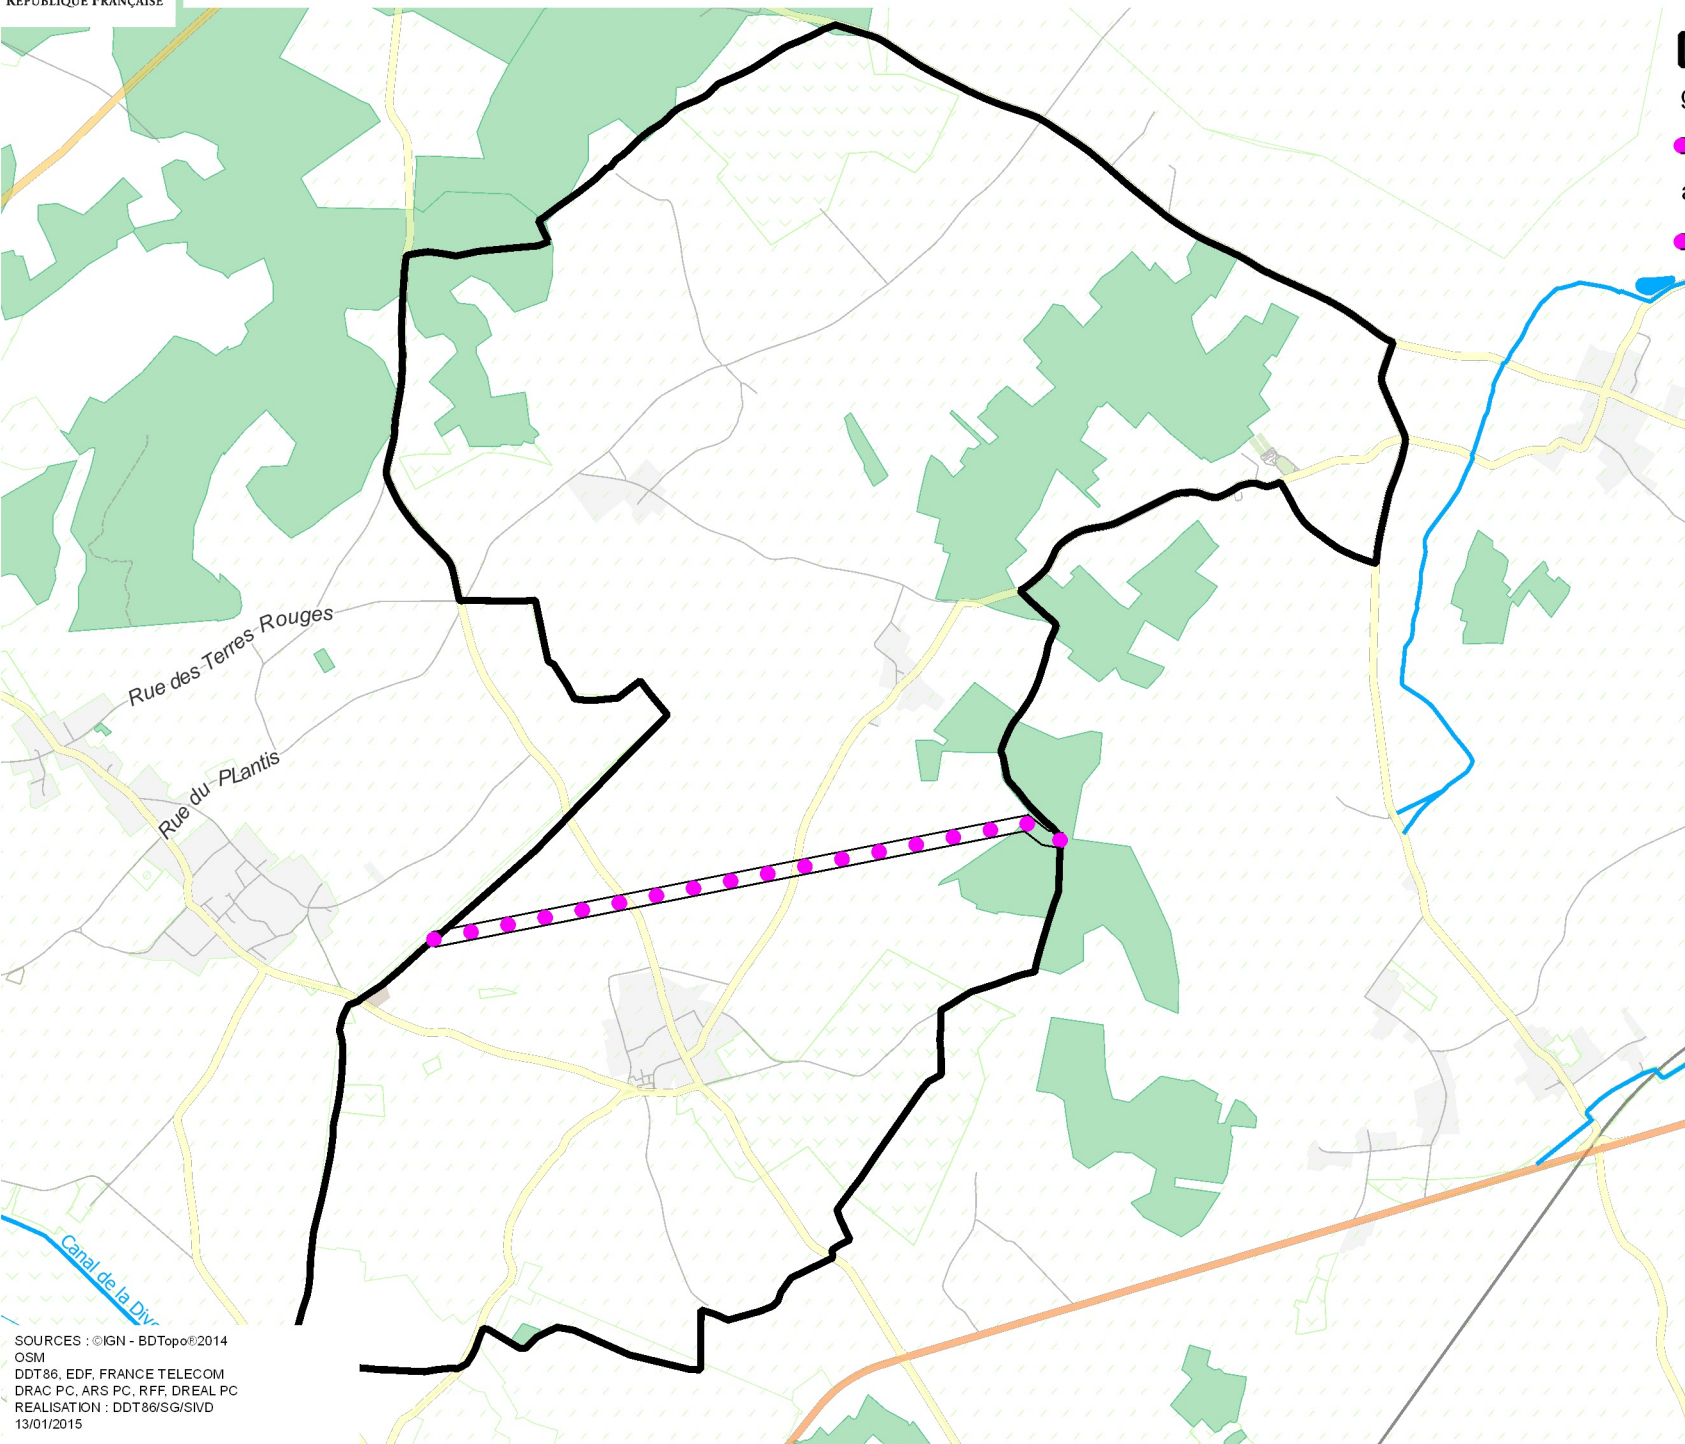 RÉPUBLIQUE FRANÇAISE
Rue des Terres Rouges
Rue du PLantis
Canal de la Dive
SOURCES : ©IGN - BDTopo®2014
OSM
DDT86, EDF, FRANCE TELECOM
DRAC PC, ARS PC, RFF, DREAL PC
REALISATION : DDT86/SG/SIVD
13/01/2015